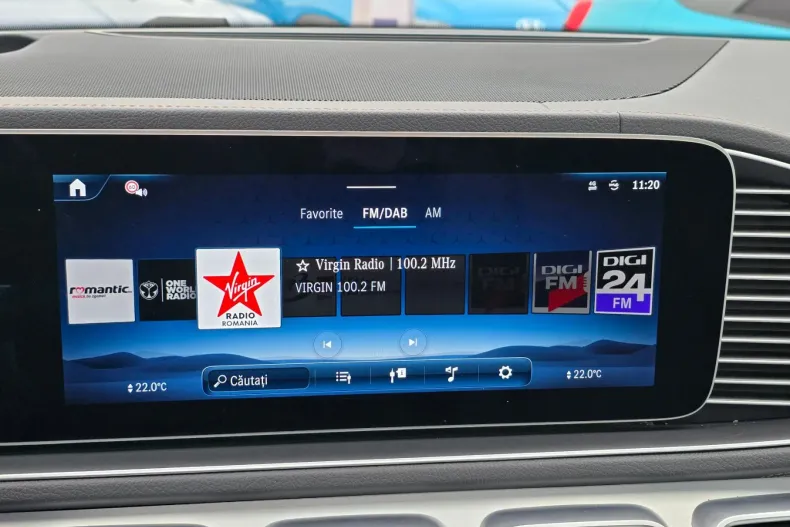 11:20
Favorite FM/DAB AM
romantic
ONE
WORLD
RADIO
Virgin
RADIO
ROMANIA
Virgin Radio | 100.2 MHz
VIRGIN 100.2 FM
DIGI
FM
DIGI
24
FM
22.0°C
Căutați
22.0°C